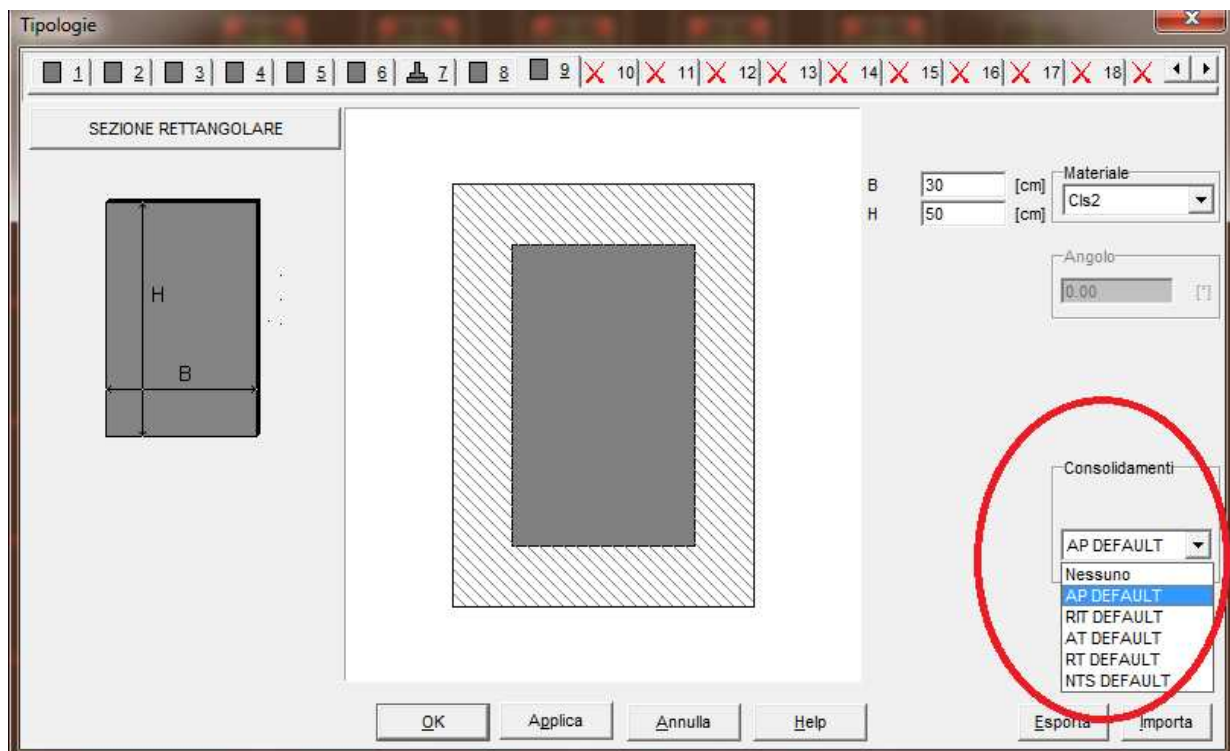 Tipologie
1 2 3 4 5 6 7 8 9 10 11 12 13 14 15 16 17 18
SEZIONE RETTANGOLARE
H
B
B 30 [cm]
H 50 [cm]
Materiale
Cls2
Angolo
0.00 [°]
Consolidamenti
AP DEFAULT
Nessuno
AP DEFAULT
RIT DEFAULT
AT DEFAULT
RT DEFAULT
NTS DEFAULT
OK Applica Annulla Help Esporta Importa